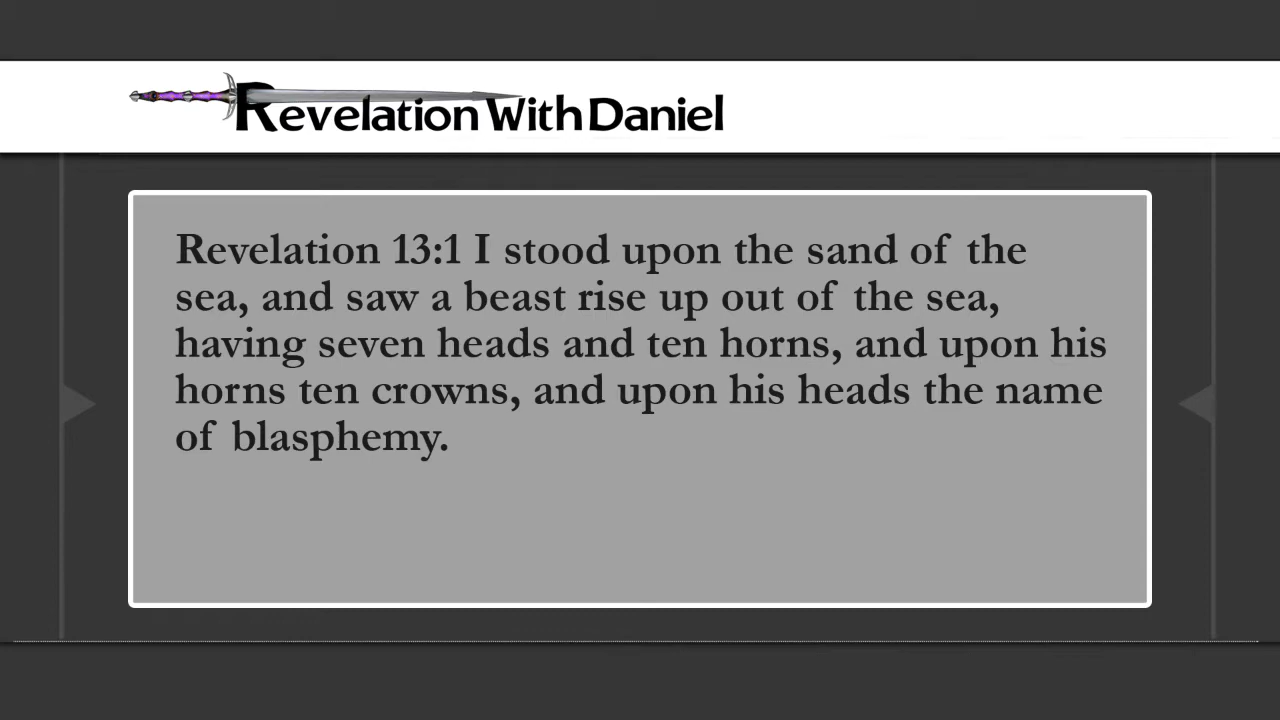 Revelation With Daniel
Revelation 13:1 I stood upon the sand of the
sea, and saw a beast rise up out of the sea,
having seven heads and ten horns, and upon his
horns ten crowns, and upon his heads the name
of blasphemy.